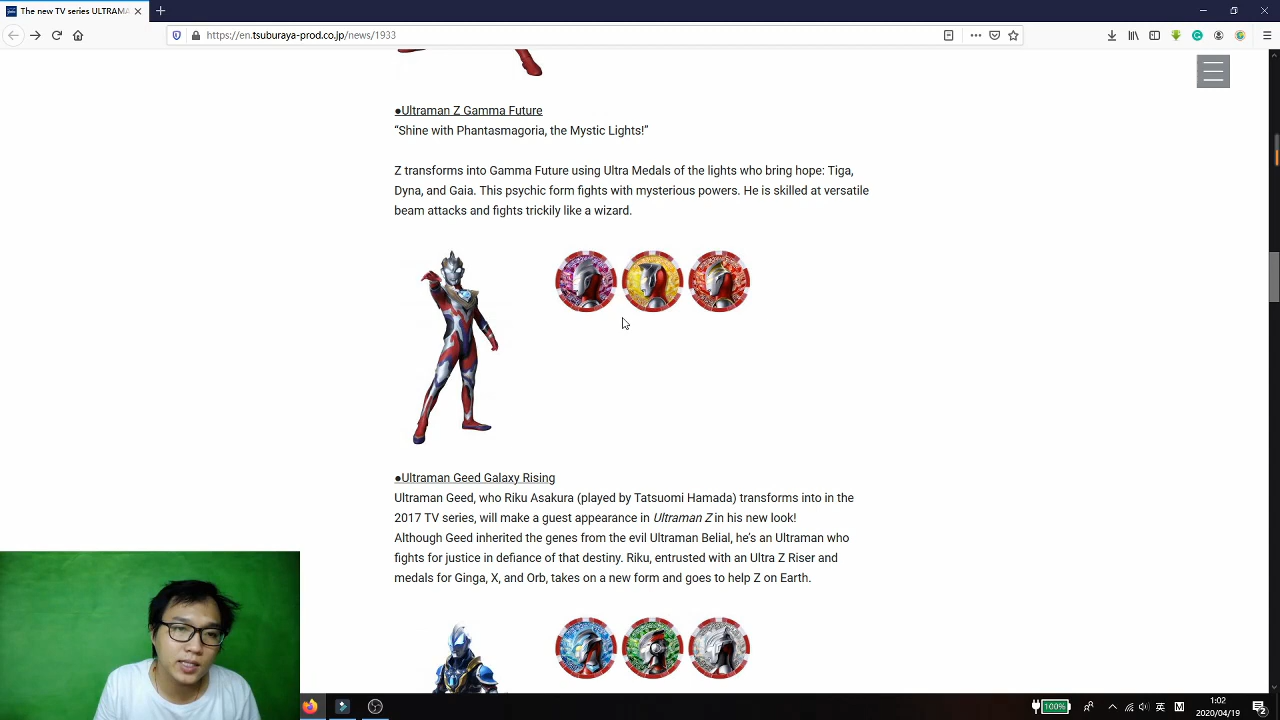 The new TV series ULTRAMA
https://en.tsuburaya-prod.co.jp/news/1933
●Ultraman Z Gamma Future
“Shine with Phantasmagoria, the Mystic Lights!”
Z transforms into Gamma Future using Ultra Medals of the lights who bring hope: Tiga,
Dyna, and Gaia. This psychic form fights with mysterious powers. He is skilled at versatile
beam attacks and fights trickily like a wizard.
●Ultraman Geed Galaxy Rising
Ultraman Geed, who Riku Asakura (played by Tatsuomi Hamada) transforms into in the
2017 TV series, will make a guest appearance in Ultraman Z in his new look!
Although Geed inherited the genes from the evil Ultraman Belial, he’s an Ultraman who
fights for justice in defiance of that destiny. Riku, entrusted with an Ultra Z Riser and
medals for Ginga, X, and Orb, takes on a new form and goes to help Z on Earth.
100%
英
M
1:02
2020/04/19
2